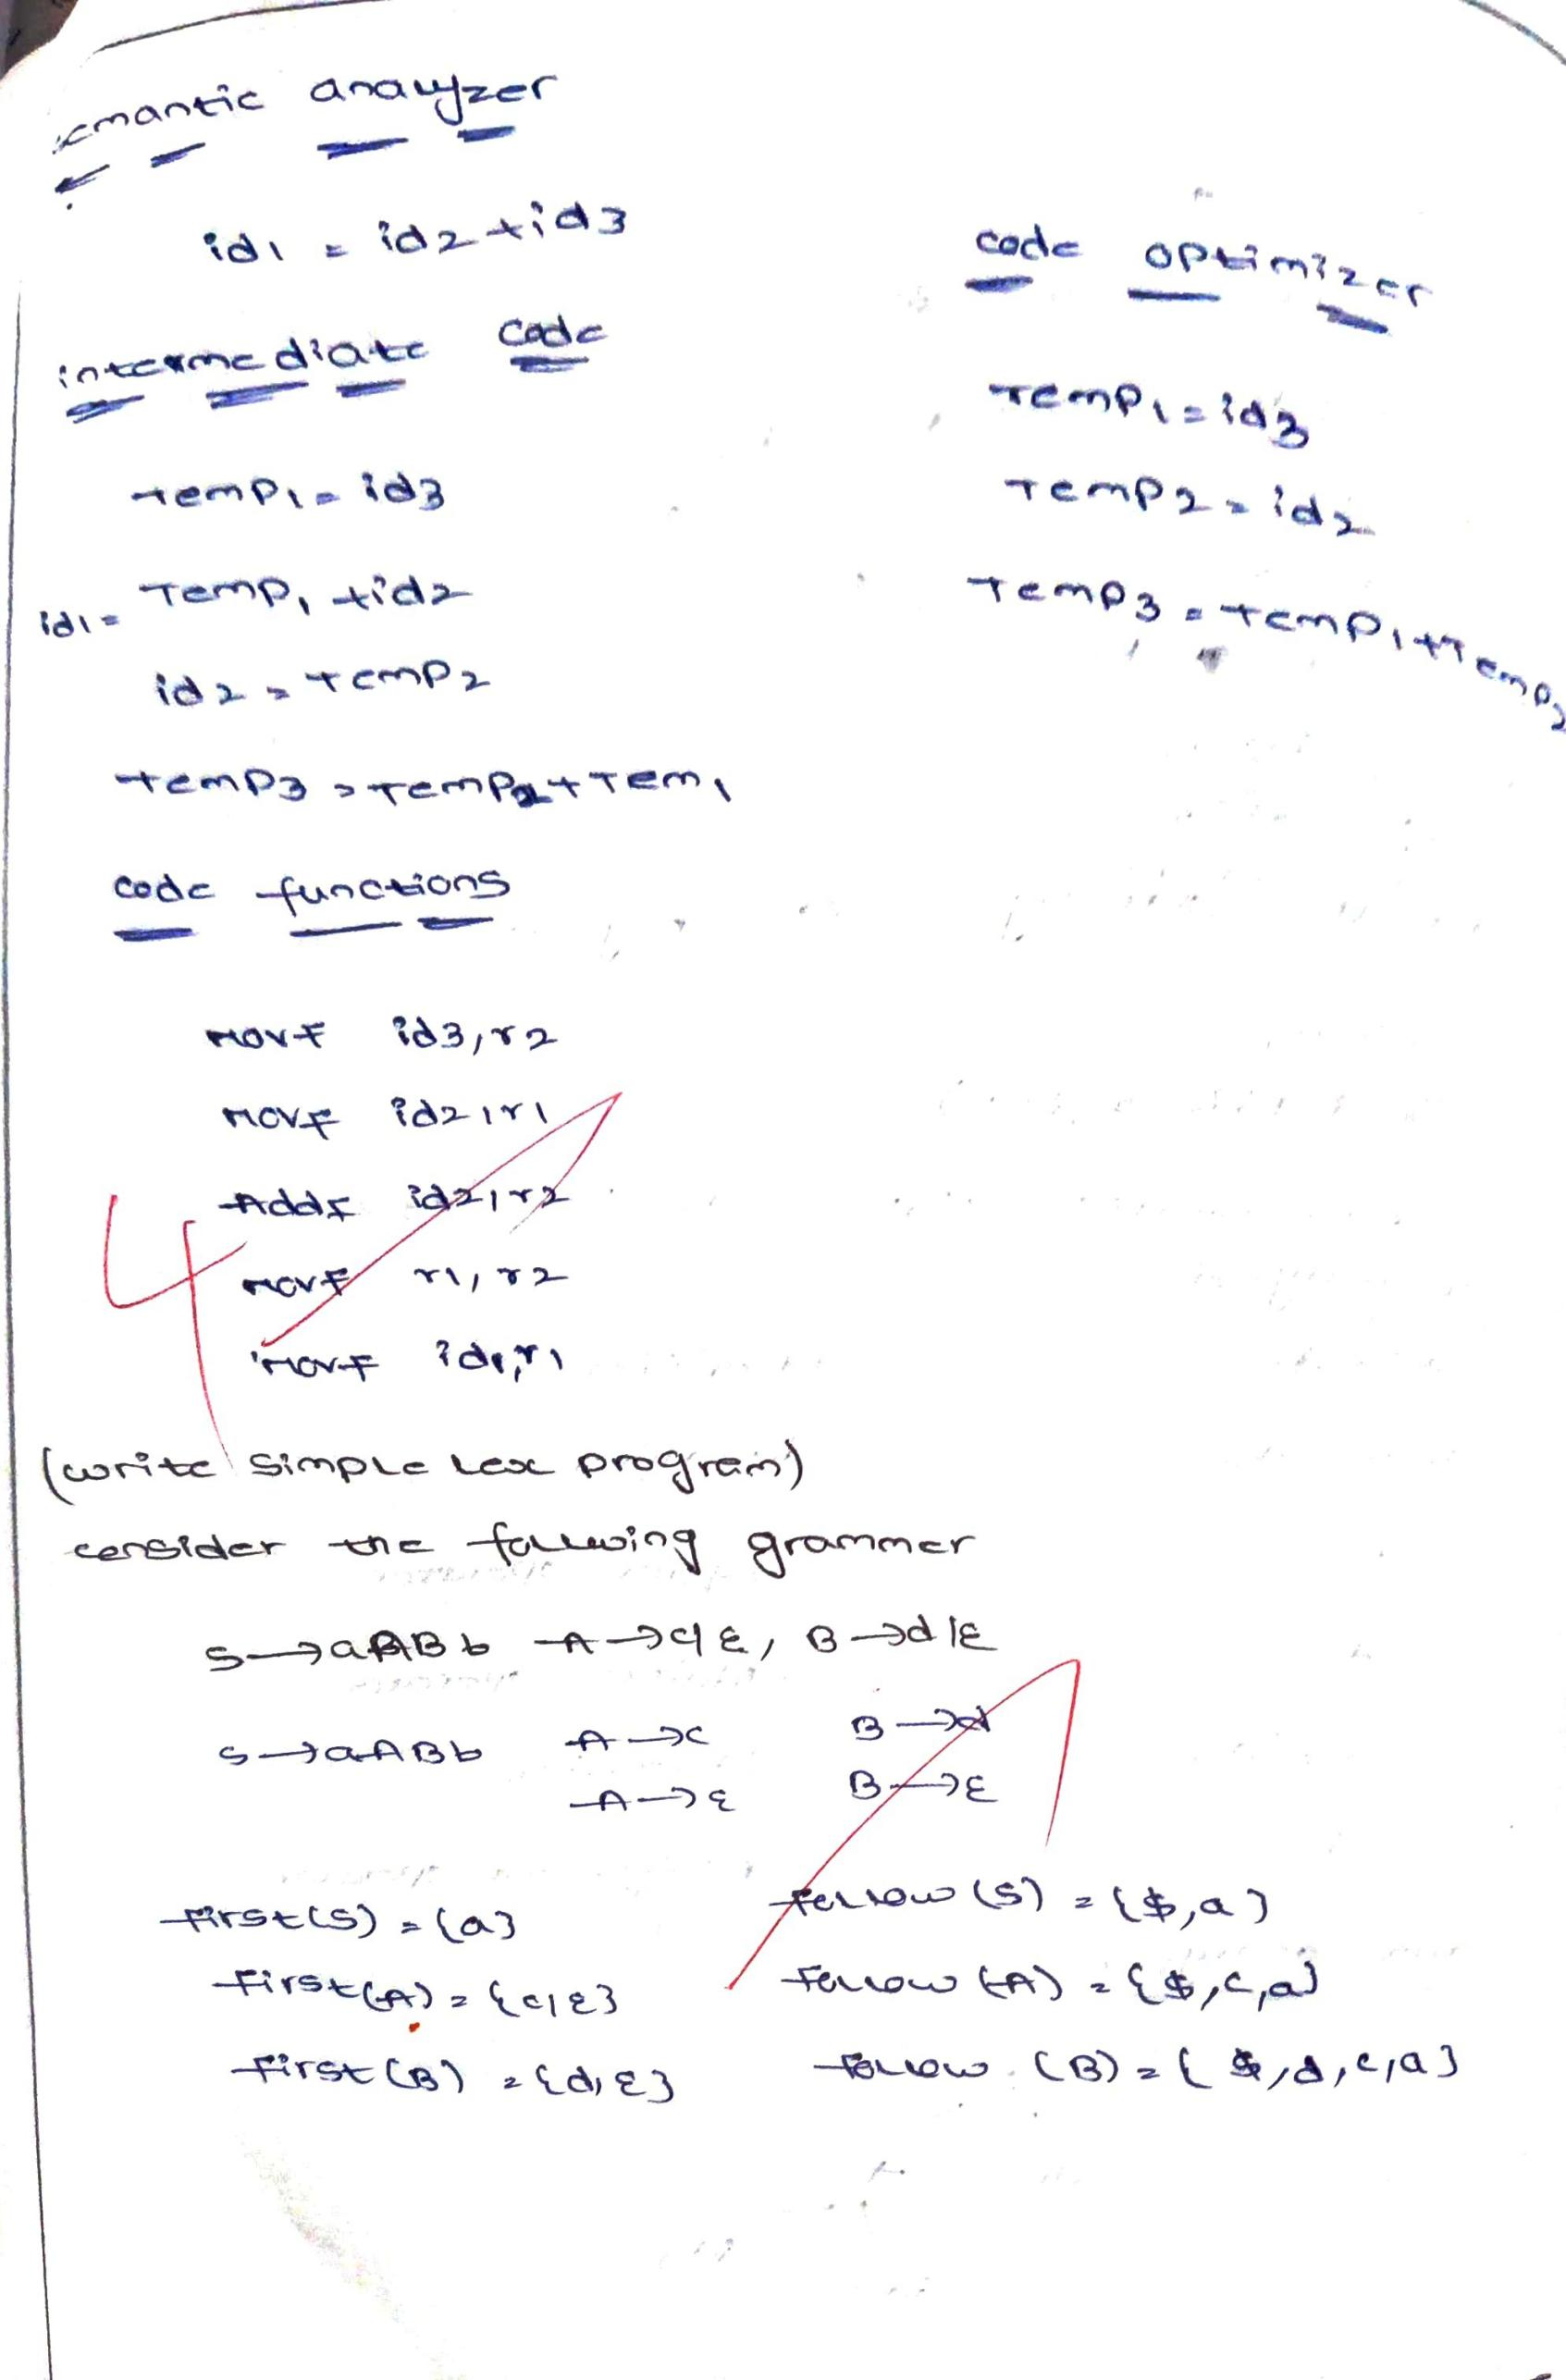 emantic analyzer
id1 = id2 + id3
intermediate code
temp1 = id3
id1 = Temp1 + id2
id2 = temp2
temp3 = Temp2 + Tem1
code optimizer
Temp1 = id3
Temp2 = id2
Temp3 = temp1 + Temp2
code functions
movf id3, r2
movf id2, r1
Addf id2, r2
movf r1, r2
movf id1, r1
4
(write simple Lex program)
consider the following grammer
S → aABb A → c|ε, B → d|ε
S → aABb A → c B → d
A → ε B → ε
first(S) = {a} follow (S) = {$, a}
first(A) = {c, ε} follow (A) = {$, c, a}
first (B) = {d, ε} follow (B) = {$, d, c, a}